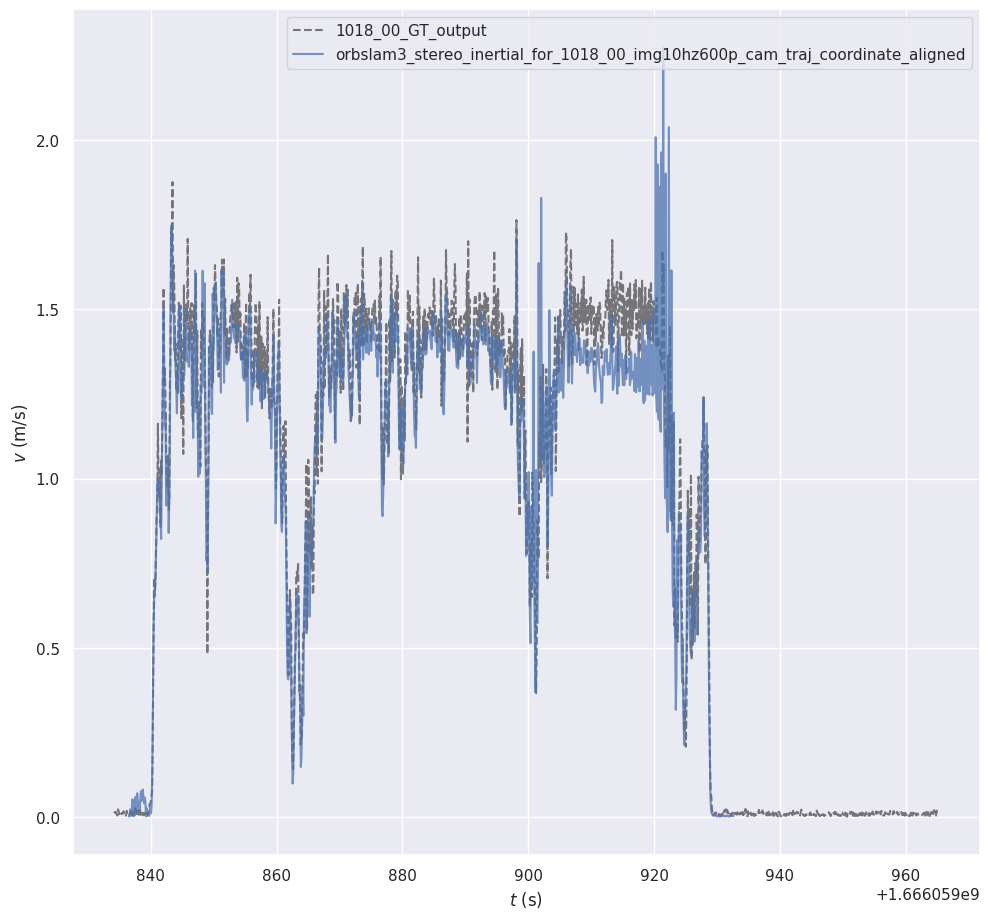 1018_00_GT_output
orbslam3_stereo_inertial_for_1018_00_img10hz600p_cam_traj_coordinate_aligned
2.0
1.5
1.0
0.5
0.0
v (m/s)
840 860 880 900 920 940 960
t (s)
+1.666059e9